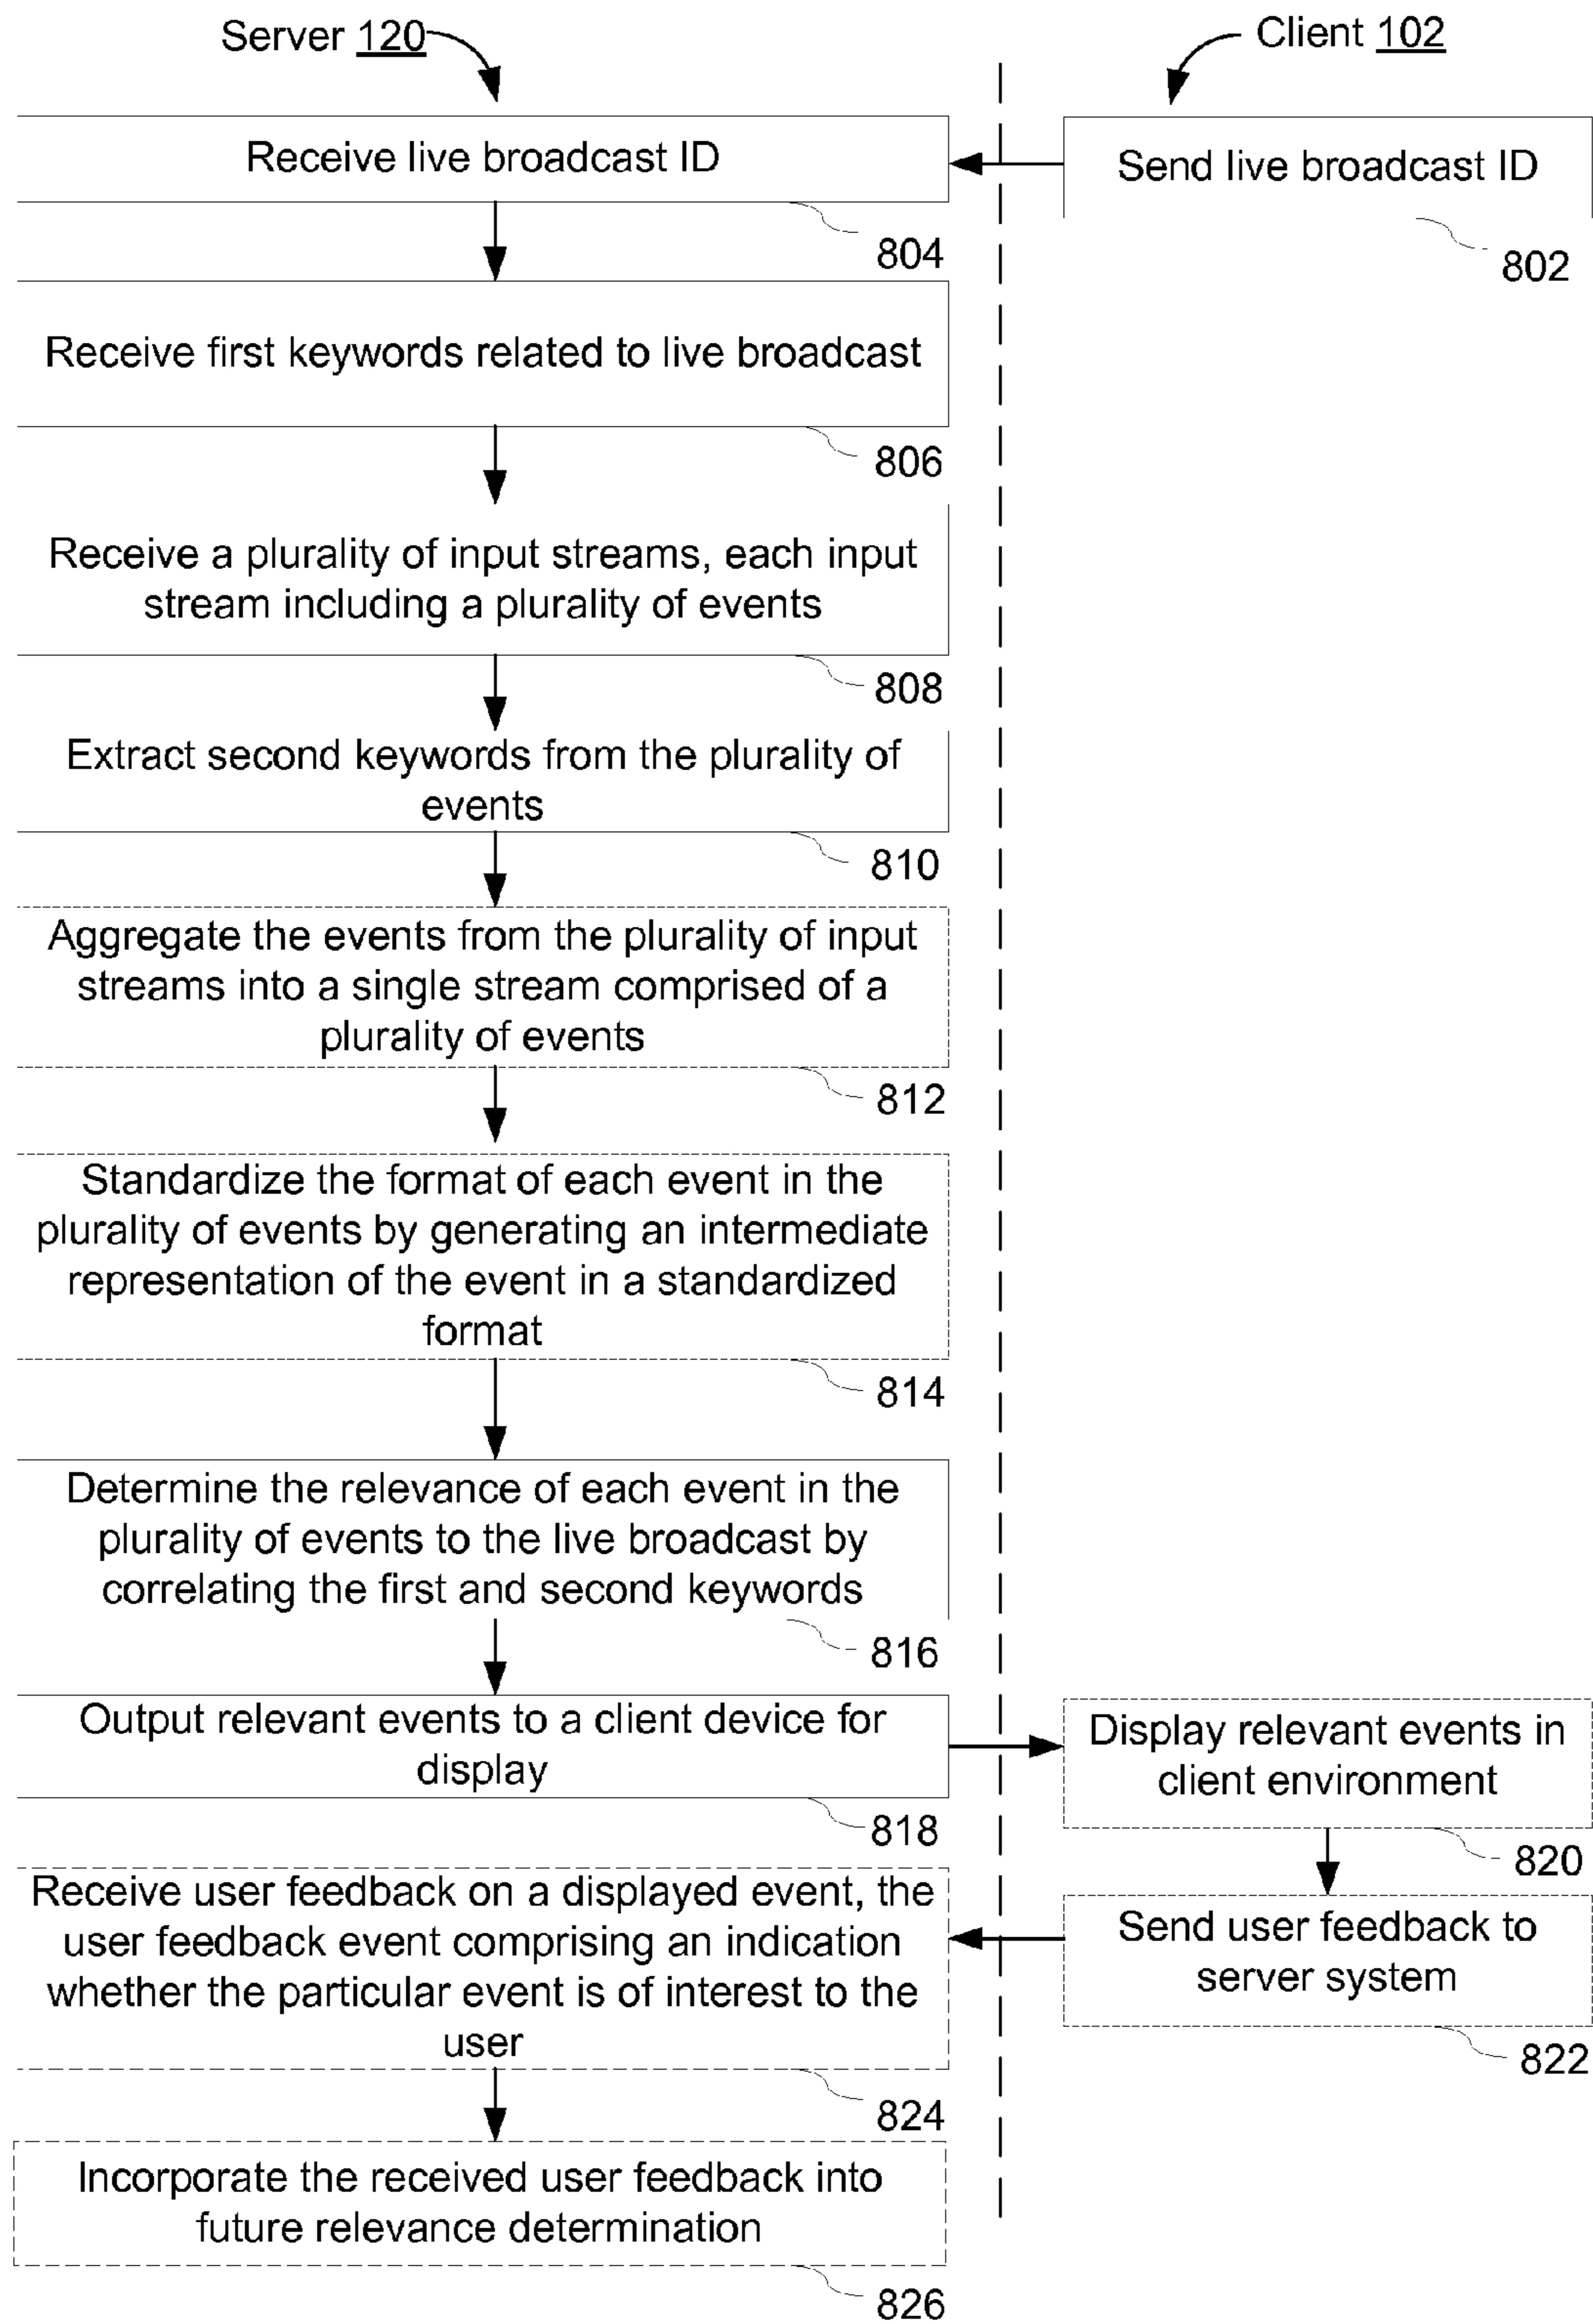 Server 120
Client 102
Receive live broadcast ID
804
Send live broadcast ID
802
Receive first keywords related to live broadcast
806
Receive a plurality of input streams, each input
stream including a plurality of events
808
Extract second keywords from the plurality of
events
810
Aggregate the events from the plurality of input
streams into a single stream comprised of a
plurality of events
812
Standardize the format of each event in the
plurality of events by generating an intermediate
representation of the event in a standardized
format
814
Determine the relevance of each event in the
plurality of events to the live broadcast by
correlating the first and second keywords
816
Output relevant events to a client device for
display
818
Display relevant events in
client environment
820
Send user feedback to
server system
822
Receive user feedback on a displayed event, the
user feedback event comprising an indication
whether the particular event is of interest to the
user
824
Incorporate the received user feedback into
future relevance determination
826